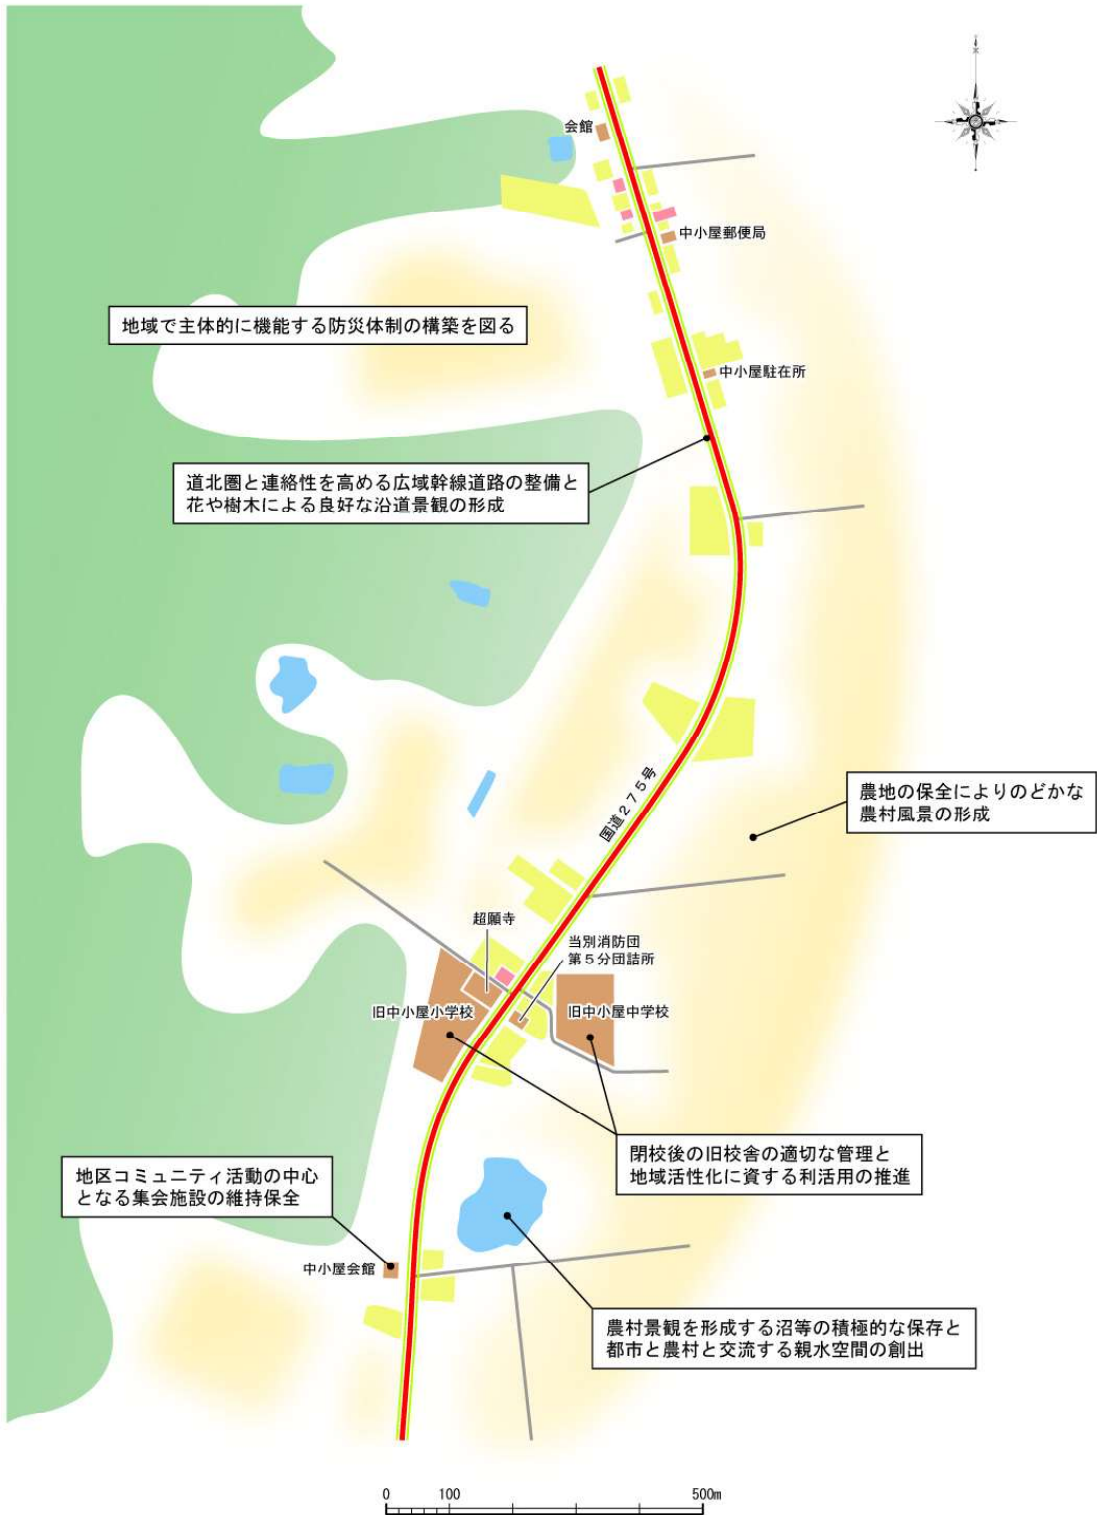 会館
中小屋郵便局
地域で主体的に機能する防災体制の構築を図る
中小屋駐在所
道北圏と連絡性を高める広域幹線道路の整備と
花や樹木による良好な沿道景観の形成
国道275号
農地の保全によりのどかな
農村風景の形成
超願寺
当別消防団
第5分団詰所
旧中小屋小学校
旧中小屋中学校
閉校後の旧校舎の適切な管理と
地域活性化に資する利活用の推進
地区コミュニティ活動の中心
となる集会施設の維持保全
中小屋会館
農村景観を形成する沼等の積極的な保存と
都市と農村と交流する親水空間の創出
0 100 500m